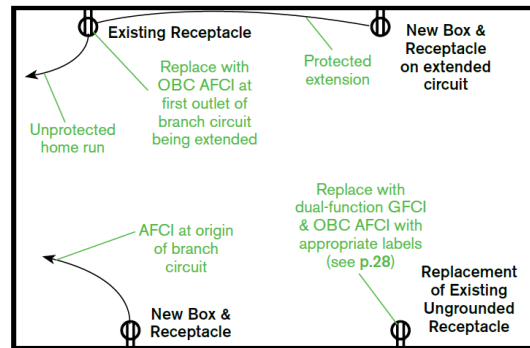 Existing Receptacle
Replace with
OBC AFCI at
first outlet of
branch circuit
being extended
Protected
extension
New Box &
Receptacle
on extended
circuit
Unprotected
home run
AFCI at origin
of branch
circuit
New Box &
Receptacle
Replace with
dual-function GFCI
& OBC AFCI with
appropriate labels
(see p.28)
Replacement
of Existing
Ungrounded
Receptacle